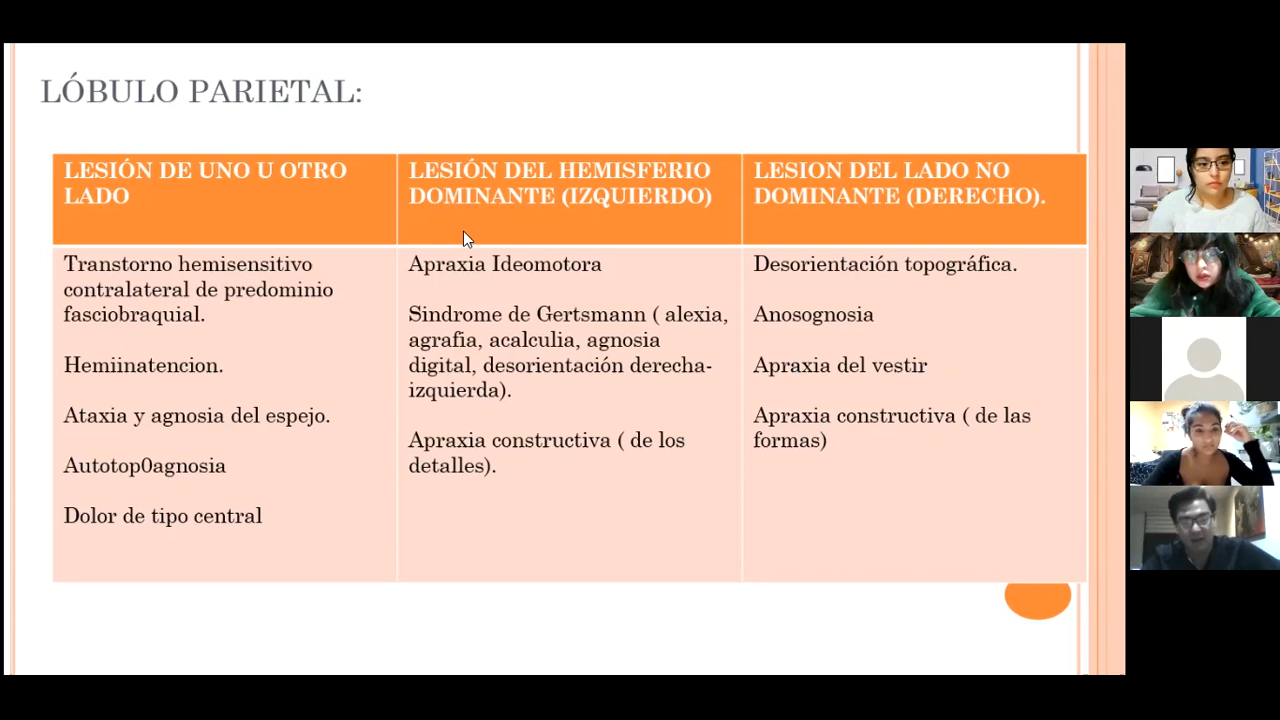 LÓBULO PARIETAL:
LESIÓN DE UNO U OTRO
LADO
LESIÓN DEL HEMISFERIO
DOMINANTE (IZQUIERDO)
LESION DEL LADO NO
DOMINANTE (DERECHO).
Transtorno hemisensitivo
contralateral de predominio
fasciobraquial.
Hemiinatencion.
Ataxia y agnosia del espejo.
Autotop0agnosia
Dolor de tipo central
Apraxia Ideomotora
Sindrome de Gertsmann ( alexia,
agrafia, acalculia, agnosia
digital, desorientación derecha-
izquierda).
Apraxia constructiva ( de los
detalles).
Desorientación topográfica.
Anosognosia
Apraxia del vestir
Apraxia constructiva ( de las
formas)